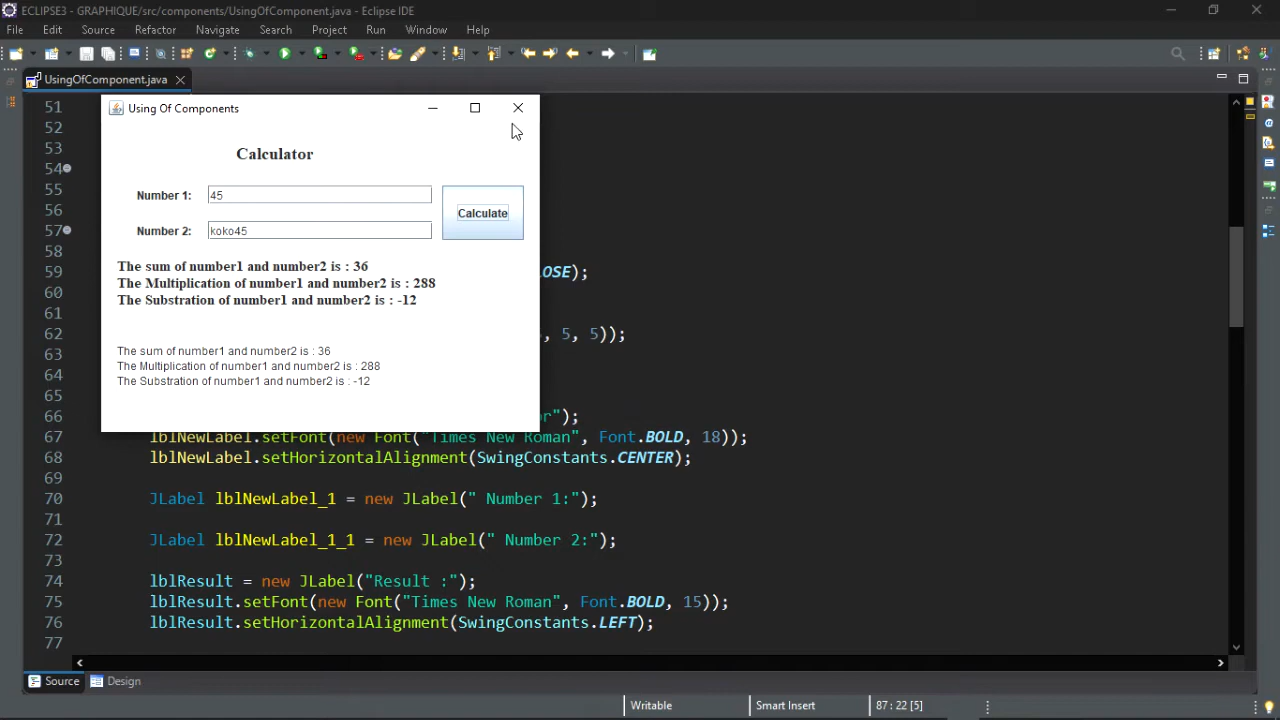 ECLIPSE3 - GRAPHIQUE/src/components/UsingOfComponent.java - Eclipse IDE
File Edit Source Refactor Navigate Search Project Run Window Help
UsingOfComponent.java
Using Of Components
Calculator
Number 1: 45
Calculate
Number 2: koko45
The sum of number1 and number2 is : 36
The Multiplication of number1 and number2 is : 288
The Substration of number1 and number2 is : -12
The sum of number1 and number2 is : 36
The Multiplication of number1 and number2 is : 288
The Substration of number1 and number2 is : -12
51
52
53
54
55
56
57
58
59 OSE);
60
61
62 , 5, 5));
63
64
65
66 or");
67 lblNewLabel.setFont(new Font("Times New Roman", Font.BOLD, 18));
68 lblNewLabel.setHorizontalAlignment(SwingConstants.CENTER);
69
70 JLabel lblNewLabel_1 = new JLabel(" Number 1:");
71
72 JLabel lblNewLabel_1_1 = new JLabel(" Number 2:");
73
74 lblResult = new JLabel("Result :");
75 lblResult.setFont(new Font("Times New Roman", Font.BOLD, 15));
76 lblResult.setHorizontalAlignment(SwingConstants.LEFT);
77
Source Design
Writable Smart Insert 87 : 22 [5]